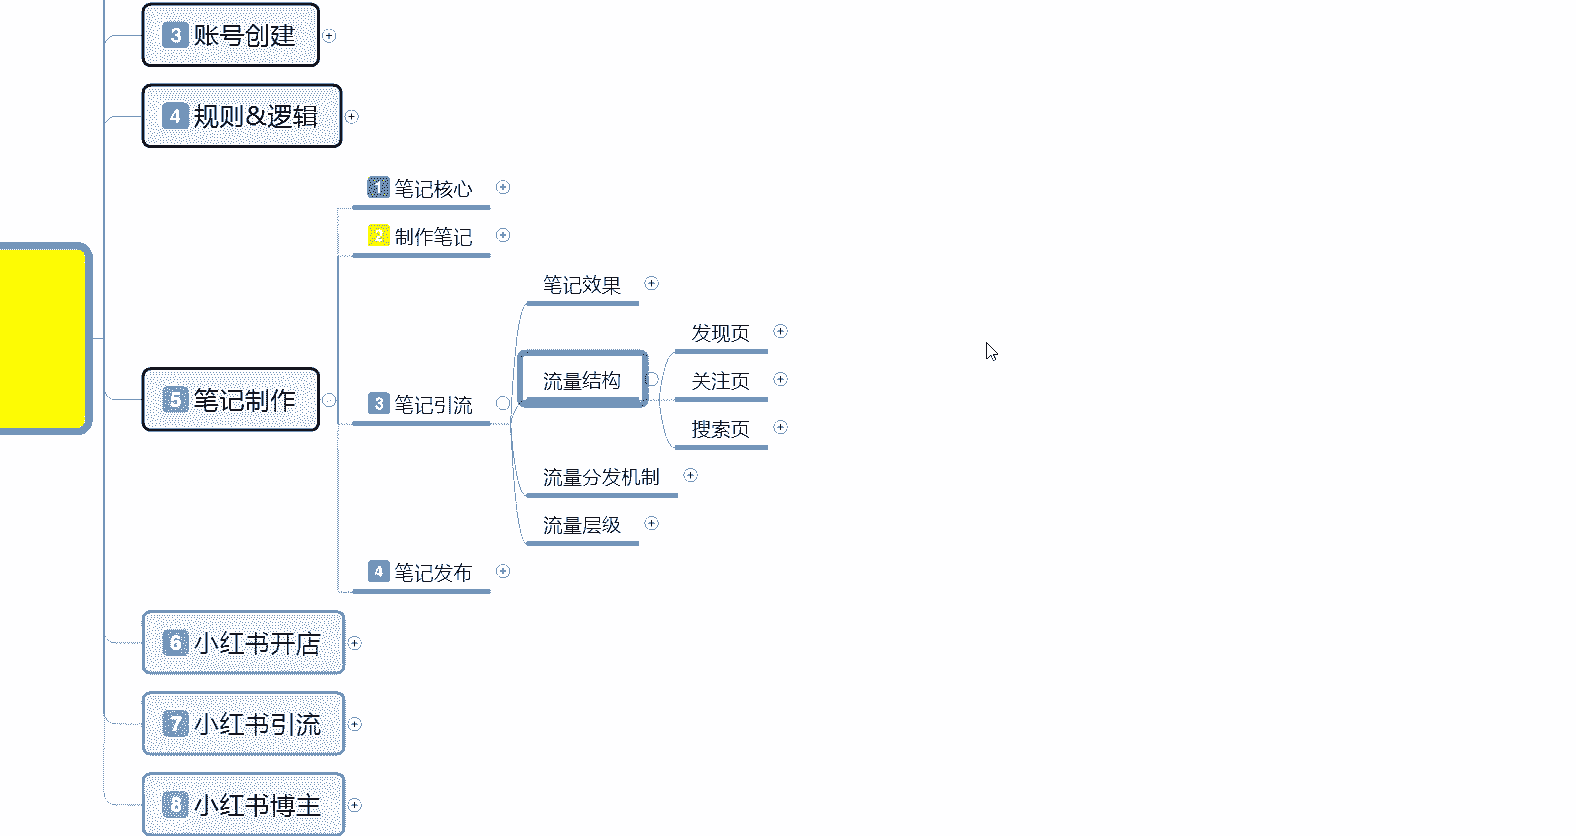 3 账号创建
4 规则&逻辑
1 笔记核心
2 制作笔记
笔记效果
发现页
5 笔记制作
3 笔记引流
流量结构
关注页
搜索页
流量分发机制
流量层级
4 笔记发布
6 小红书开店
7 小红书引流
8 小红书博主